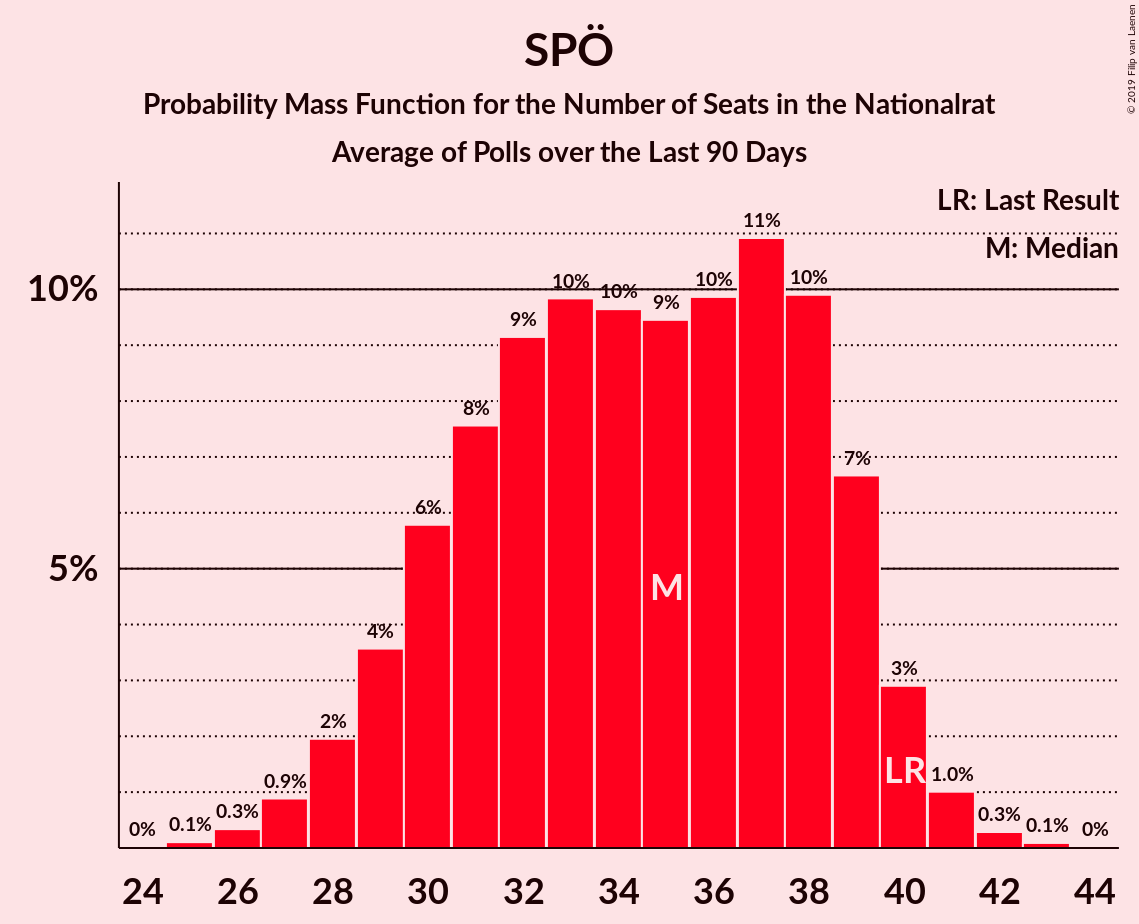 SPÖ
Probability Mass Function for the Number of Seats in the Nationalrat
Average of Polls over the Last 90 Days
© 2019 Filip van Laenen
LR: Last Result
M: Median
10%
5%
0%
0.1%
0.3%
0.9%
2%
4%
6%
8%
9%
10%
10%
9%
10%
11%
10%
7%
3%
1.0%
0.3%
0.1%
0%
M
LR
24 26 28 30 32 34 36 38 40 42 44